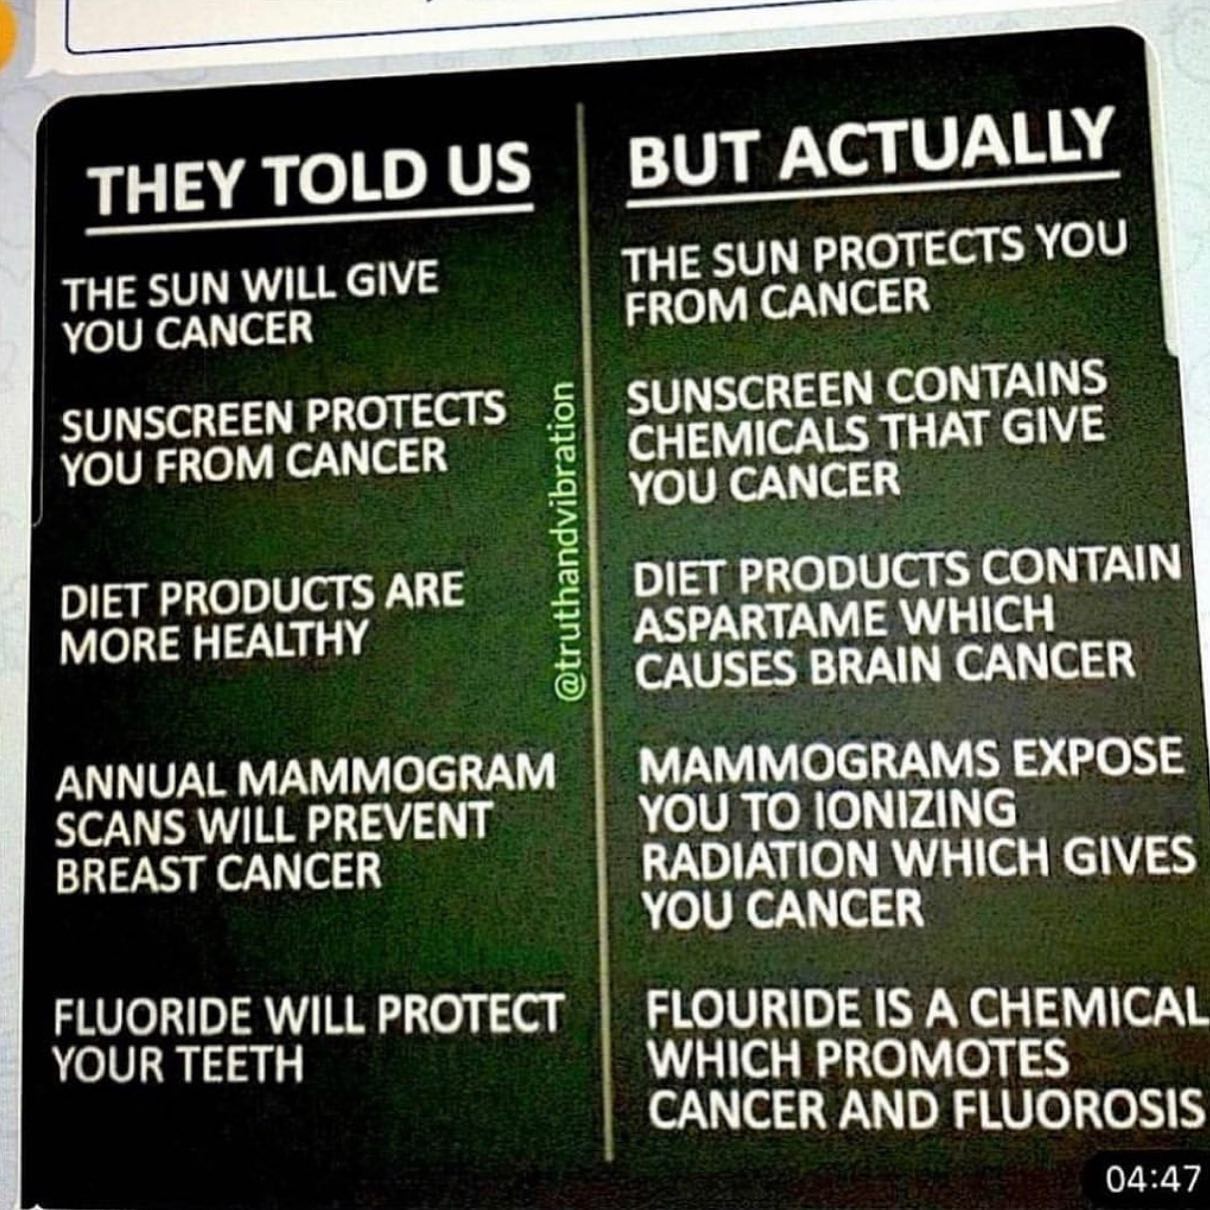 THEY TOLD US
THE SUN WILL GIVE
YOU CANCER
SUNSCREEN PROTECTS
YOU FROM CANCER
DIET PRODUCTS ARE
MORE HEALTHY
ANNUAL MAMMOGRAM
SCANS WILL PREVENT
BREAST CANCER
FLUORIDE WILL PROTECT
YOUR TEETH
@truthandvibration
BUT ACTUALLY
THE SUN PROTECTS YOU
FROM CANCER
SUNSCREEN CONTAINS
CHEMICALS THAT GIVE
YOU CANCER
DIET PRODUCTS CONTAIN
ASPARTAME WHICH
CAUSES BRAIN CANCER
MAMMOGRAMS EXPOSE
YOU TO IONIZING
RADIATION WHICH GIVES
YOU CANCER
FLOURIDE IS A CHEMICAL
WHICH PROMOTES
CANCER AND FLUOROSIS
04:47